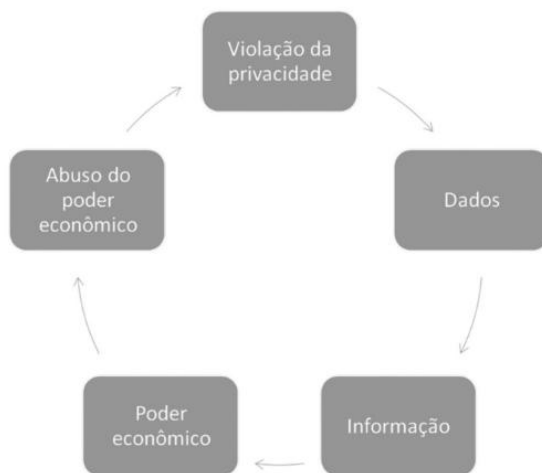 Violação da
privacidade
Dados
Informação
Poder
econômico
Abuso do
poder
econômico